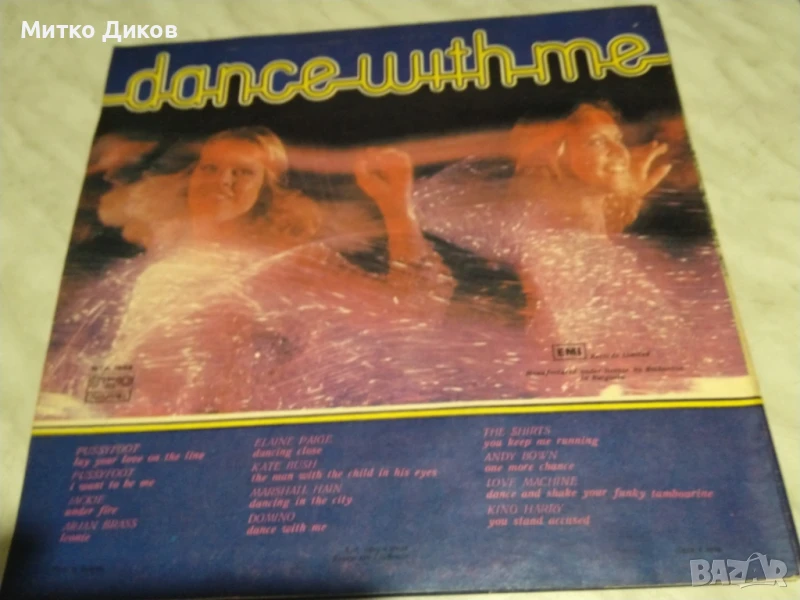 Митко Диков
dance with me
EMI
PUSSYFOOT
lay your love on the line
PUSSYFOOT
i want to be me
JACKIE
under fire
ARJAN BRASS
ELAINE PAIGE
dancing close
KATE BUSH
the man with the child in his eyes
MARSHALL HAIN
dancing in the city
DOMINO
dance with me
THE SHIRTS
you keep me running
ANDY BOWN
one more chance
LOVE MACHINE
dance and shake your funky tambourine
KING HARRY
you stand accused
BAZAR